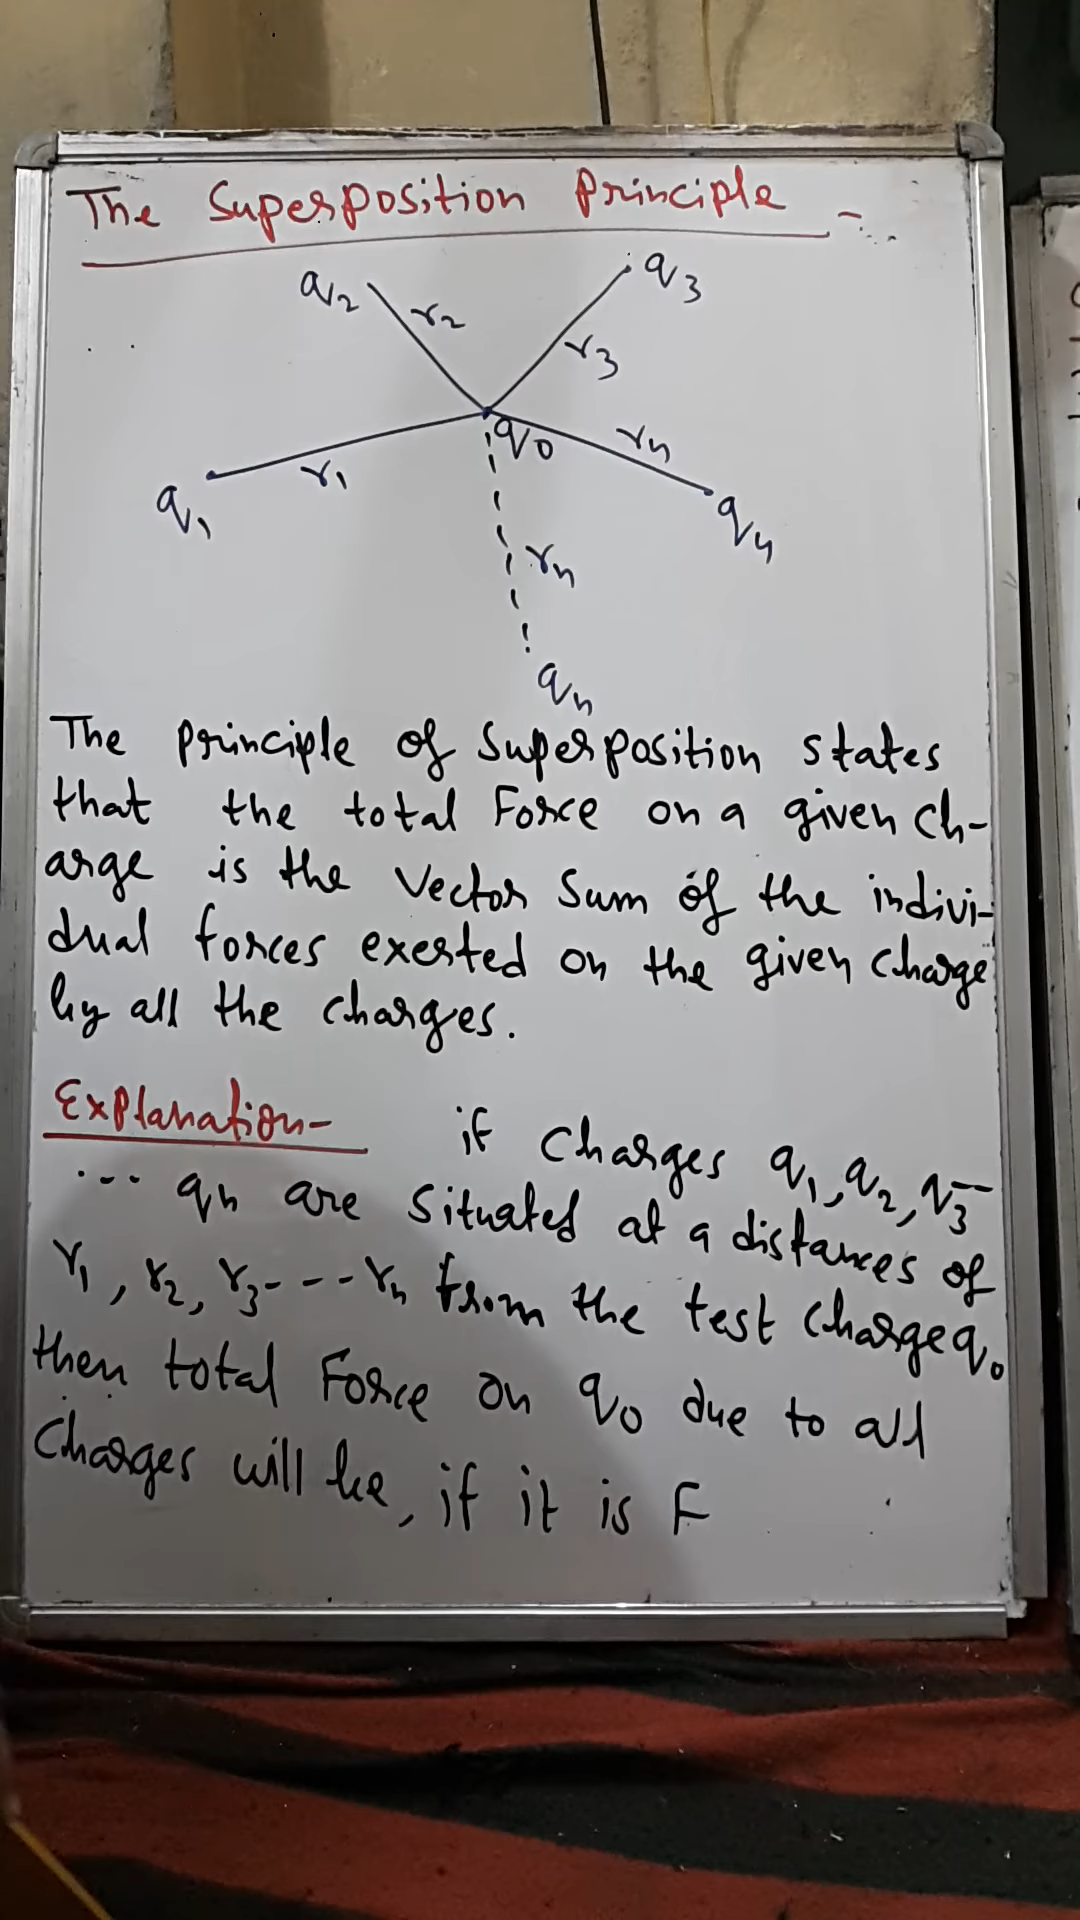 The Superposition Principle -
q2
r2
q3
r3
q0
r4
r1
q1
q4
rn
qn
The principle of Superposition states
that the total Force on a given ch-
arge is the Vector Sum of the indivi-
dual forces exerted on the given charge
by all the charges.
Explanation- if charges q1, q2, q3-
... qn are situated at a distances of
r1, r2, r3---rn from the test charge q0
then total Force on q0 due to all
charges will be, if it is F